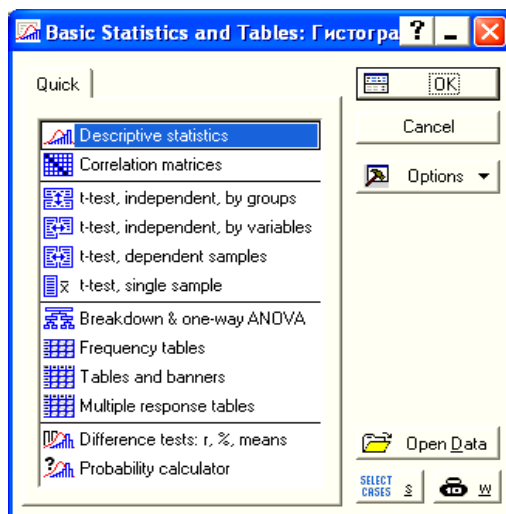 Basic Statistics and Tables: Гистогра ?
Quick
OK
Cancel
Options
Descriptive statistics
Correlation matrices
t-test, independent, by groups
t-test, independent, by variables
t-test, dependent samples
t-test, single sample
Breakdown & one-way ANOVA
Frequency tables
Tables and banners
Multiple response tables
Difference tests: r, %, means
Probability calculator
Open Data
SELECT
CASES S
W